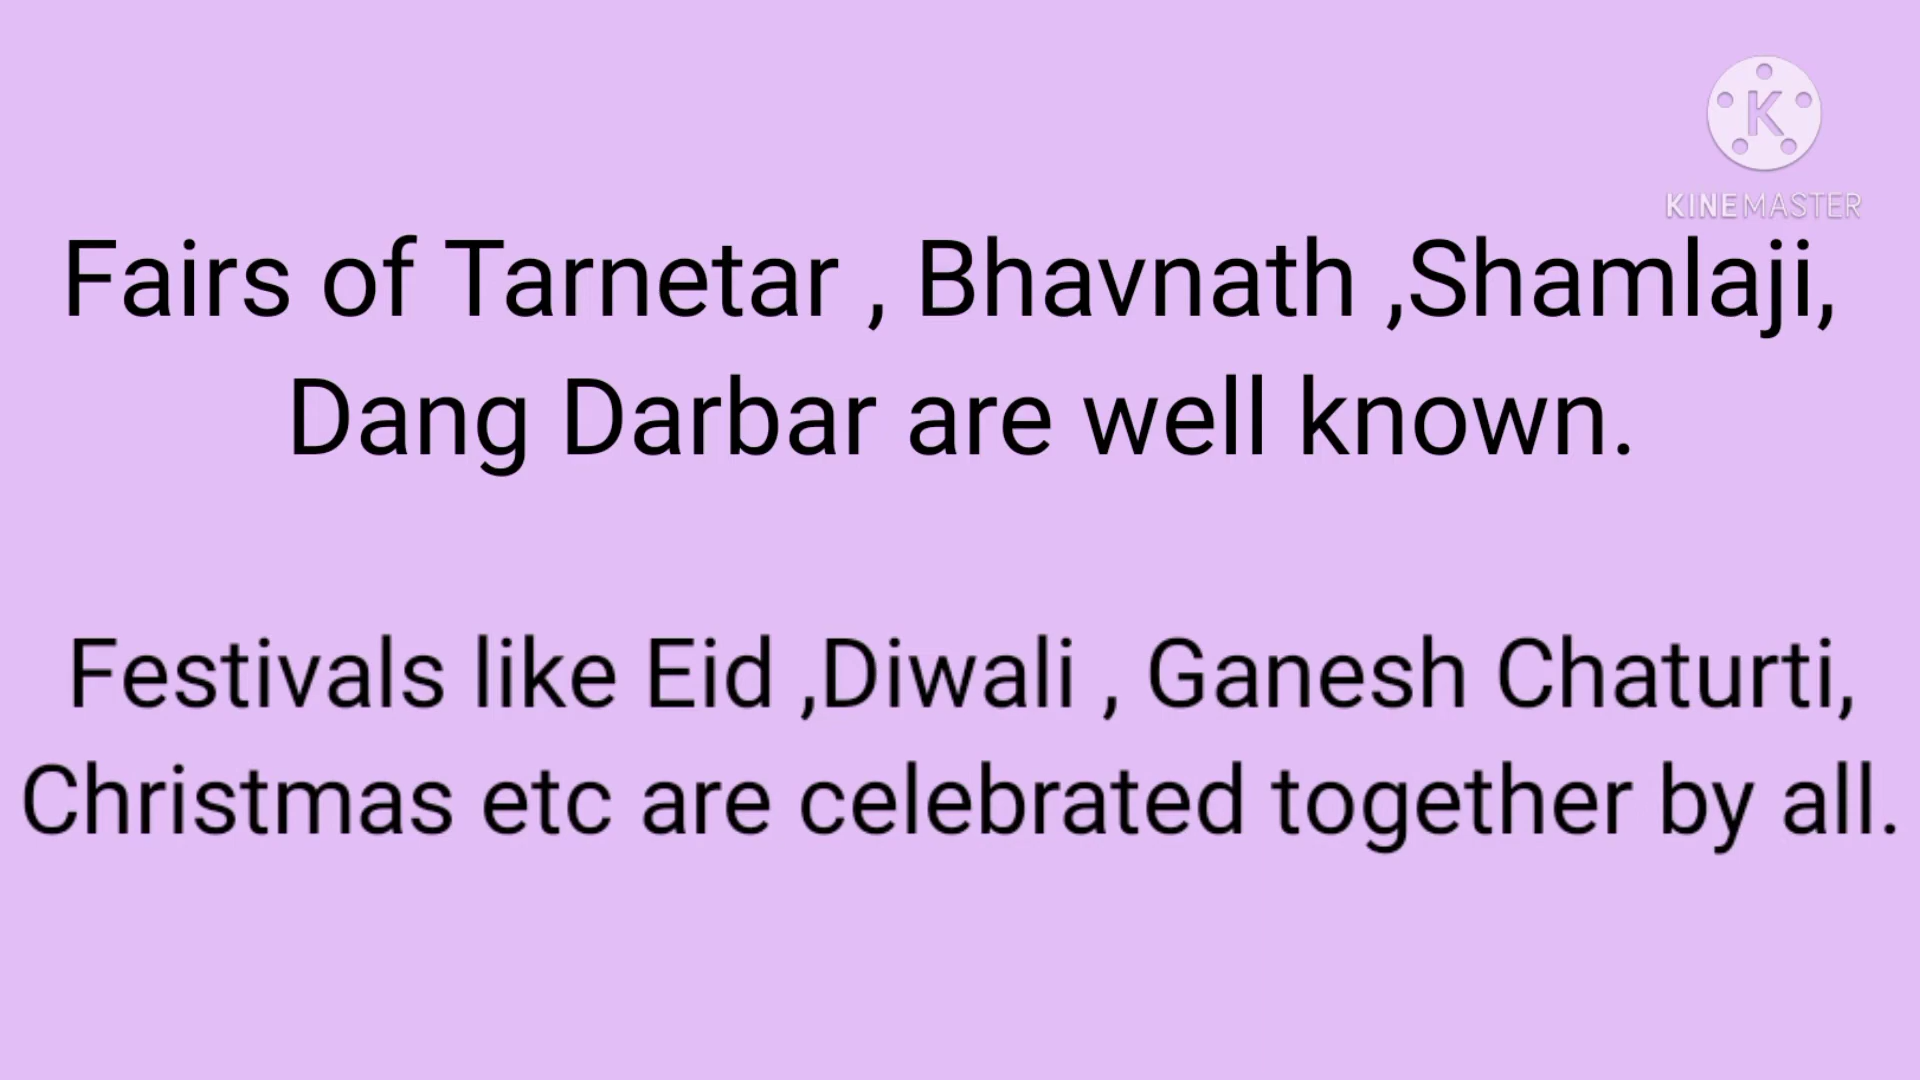 K
KINEMASTER
Fairs of Tarnetar , Bhavnath ,Shamlaji,
Dang Darbar are well known.
Festivals like Eid ,Diwali , Ganesh Chaturti,
Christmas etc are celebrated together by all.